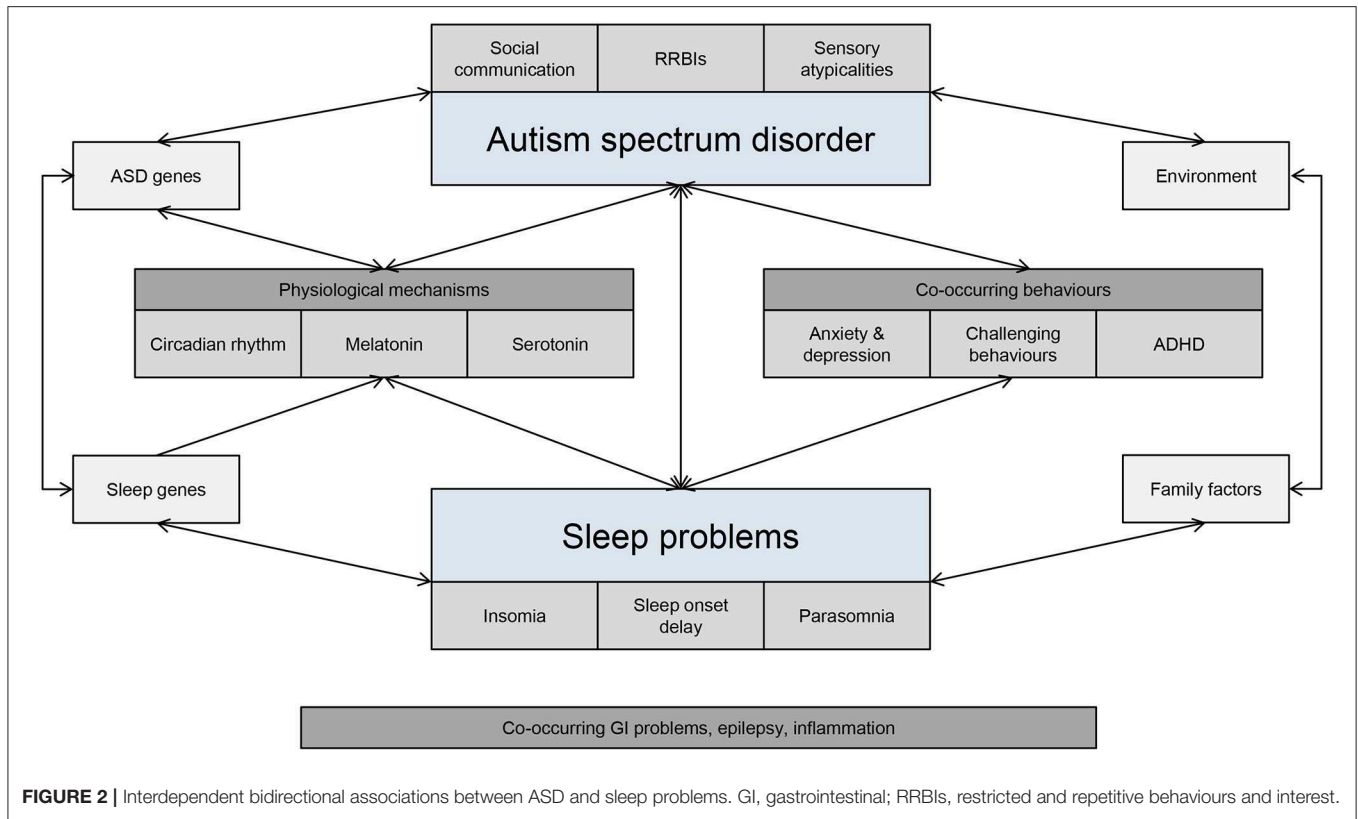 Social
communication
RRBIs
Sensory
atypicalities
Autism spectrum disorder
ASD genes
Environment
Physiological mechanisms
Circadian rhythm
Melatonin
Serotonin
Co-occurring behaviours
Anxiety &
depression
Challenging
behaviours
ADHD
Sleep genes
Family factors
Sleep problems
Insomia
Sleep onset
delay
Parasomnia
Co-occurring GI problems, epilepsy, inflammation
FIGURE 2 | Interdependent bidirectional associations between ASD and sleep problems. GI, gastrointestinal; RRBIs, restricted and repetitive behaviours and interest.